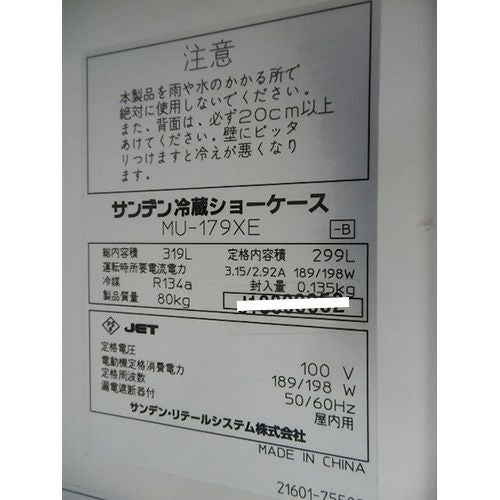 注意
本製品を雨や水のかかる所で
絶対に使用しないでください。
また、背面は、必ず20cm以上
あけてください。壁にピッタ
リつけますと冷えが悪くなり
ます。
サンデン冷蔵ショーケース
MU-179XE -B
総内容積 319L 定格内容積 299L
運転時所要電流電力 3.15/2.92A 189/198W
冷媒 R134a 封入量 0.135kg
製品質量 80kg
JET
定格電圧 100 V
電動機定格消費電力 189/198 W
定格周波数 50/60Hz
漏電遮断器付 屋内用
サンデン・リテールシステム株式会社
MADE IN CHINA